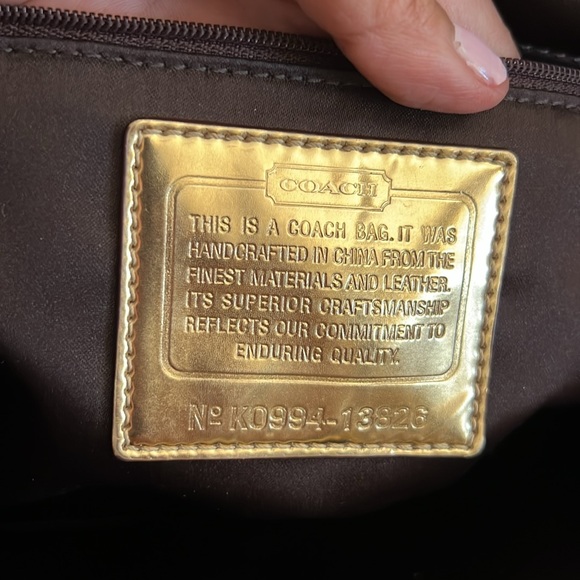 COACH
THIS IS A COACH BAG. IT WAS
HANDCRAFTED IN CHINA FROM THE
FINEST MATERIALS AND LEATHER.
ITS SUPERIOR CRAFTSMANSHIP
REFLECTS OUR COMMITMENT TO
ENDURING QUALITY.
Nº K0994-13826